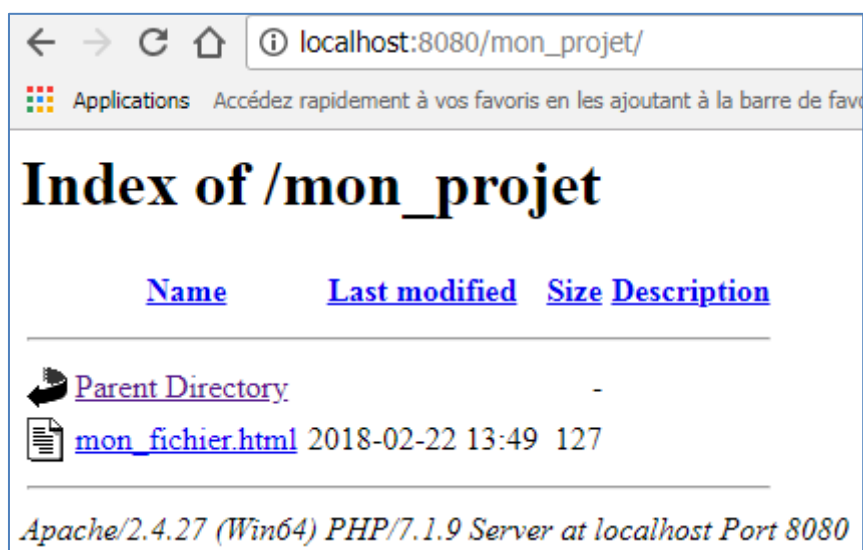 localhost:8080/mon_projet/
Applications Accédez rapidement à vos favoris en les ajoutant à la barre de favo
Index of /mon_projet
Name Last modified Size Description
Parent Directory -
mon_fichier.html 2018-02-22 13:49 127
Apache/2.4.27 (Win64) PHP/7.1.9 Server at localhost Port 8080